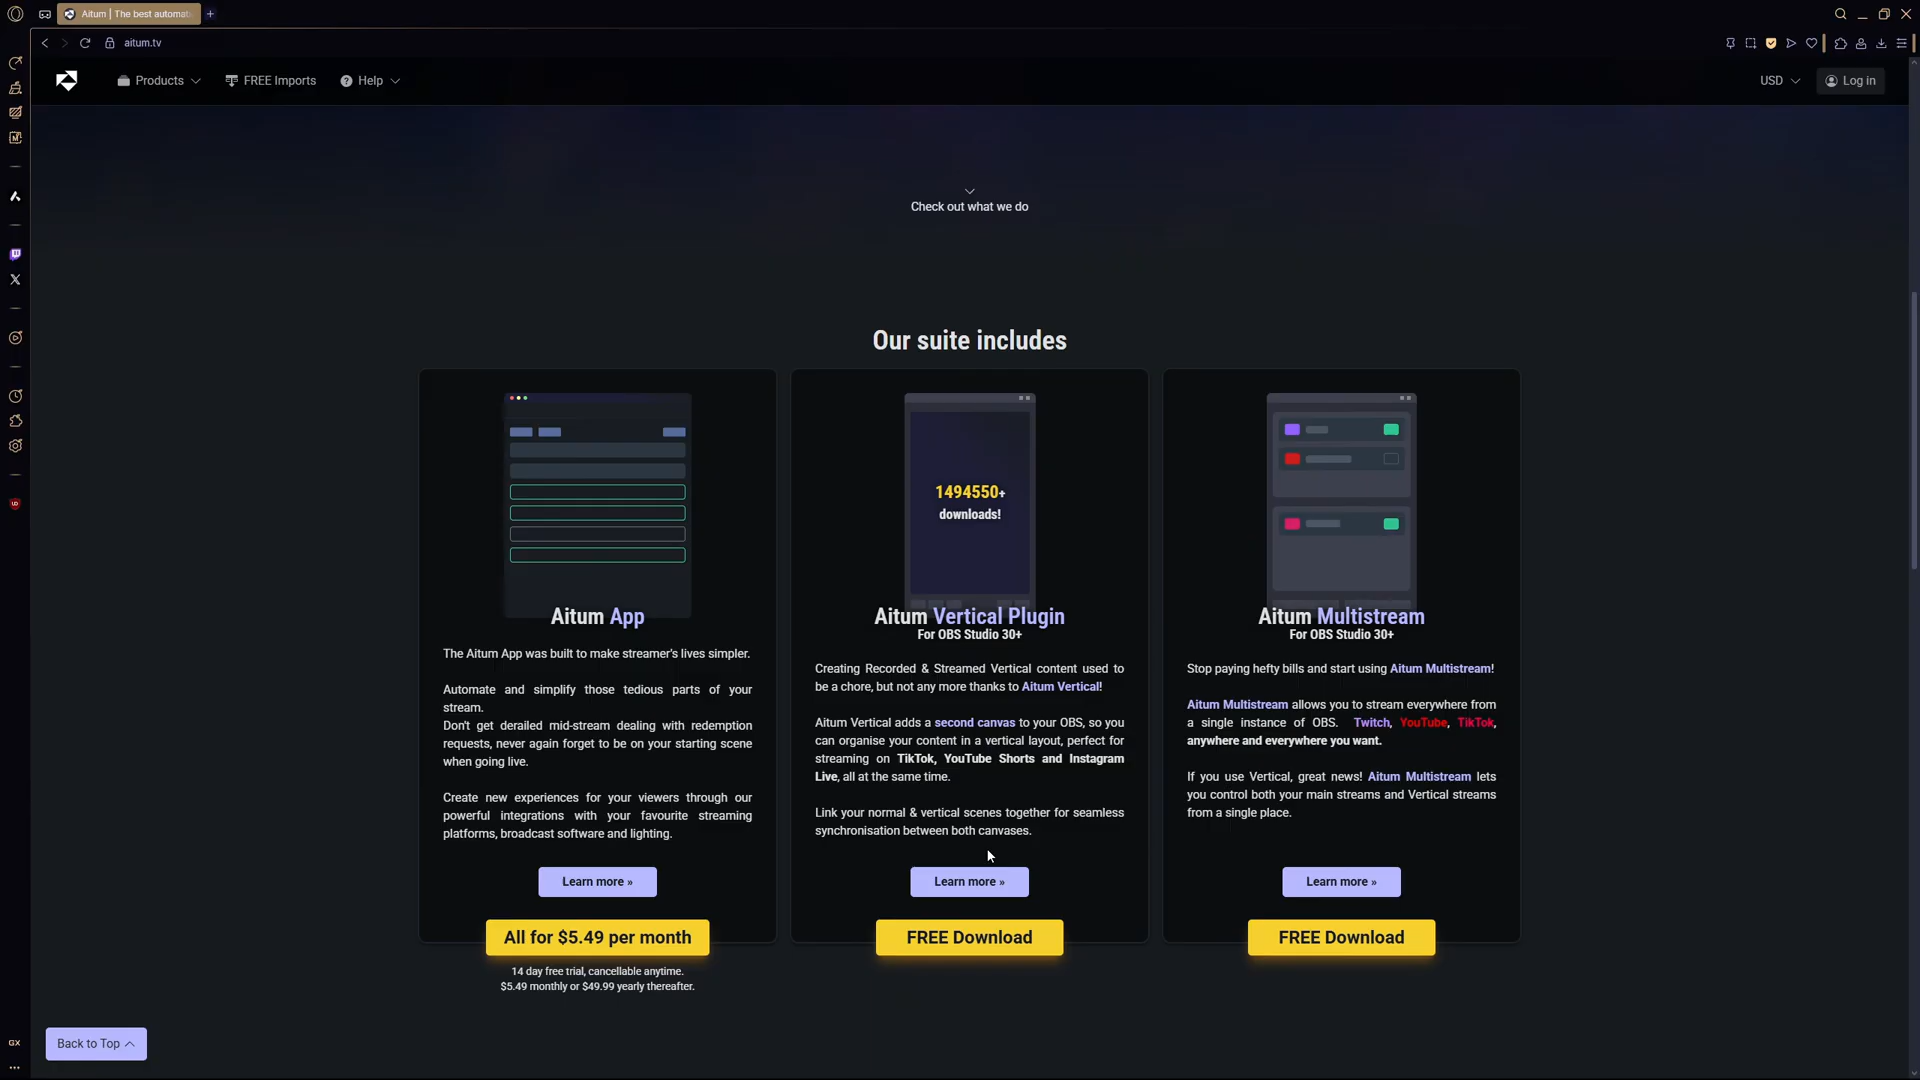 Aitum | The best automat
aitum.tv
Products
FREE Imports
Help
USD
Log in
Check out what we do
Our suite includes
1494550+
downloads!
Aitum App
The Aitum App was built to make streamer's lives simpler.
Automate and simplify those tedious parts of your
stream.
Don't get derailed mid-stream dealing with redemption
requests, never again forget to be on your starting scene
when going live.
Create new experiences for your viewers through our
powerful integrations with your favourite streaming
platforms, broadcast software and lighting.
Learn more »
All for $5.49 per month
14 day free trial, cancellable anytime.
$5.49 monthly or $49.99 yearly thereafter.
Aitum Vertical Plugin
For OBS Studio 30+
Creating Recorded & Streamed Vertical content used to
be a chore, but not any more thanks to Aitum Vertical!
Aitum Vertical adds a second canvas to your OBS, so you
can organise your content in a vertical layout, perfect for
streaming on TikTok, YouTube Shorts and Instagram
Live, all at the same time.
Link your normal & vertical scenes together for seamless
synchronisation between both canvases.
Learn more »
FREE Download
Aitum Multistream
For OBS Studio 30+
Stop paying hefty bills and start using Aitum Multistream!
Aitum Multistream allows you to stream everywhere from
a single instance of OBS. Twitch, YouTube, TikTok,
anywhere and everywhere you want.
If you use Vertical, great news! Aitum Multistream lets
you control both your main streams and Vertical streams
from a single place.
Learn more »
FREE Download
Back to Top
GX